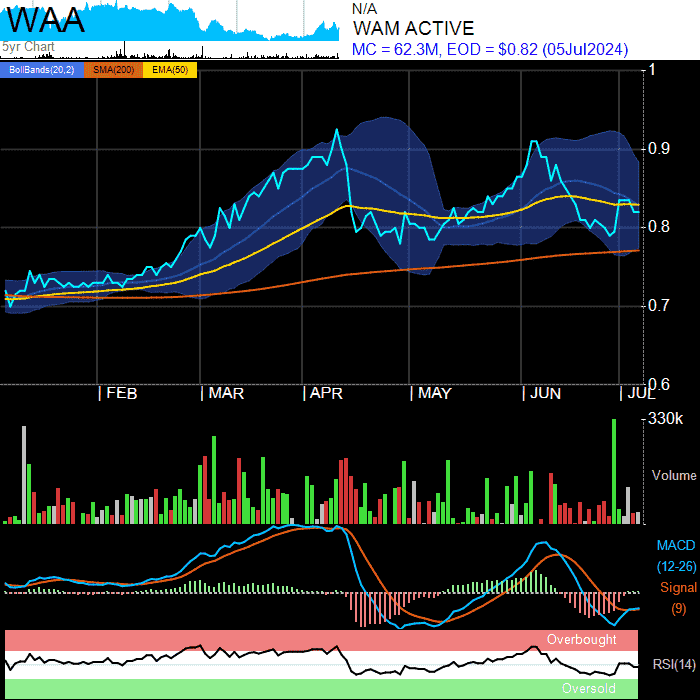 WAA
N/A
WAM ACTIVE
5yr Chart
MC = 62.3M, EOD = $0.82 (05Jul2024)
BollBands(20,2) SMA(200) EMA(50)
1
0.9
0.8
0.7
0.6
FEB MAR APR MAY JUN JUL
330k
Volume
MACD
(12-26)
Signal
(9)
Overbought
RSI(14)
Oversold